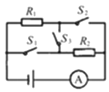 R₁ S₂
S₁ S₃ R₂
A